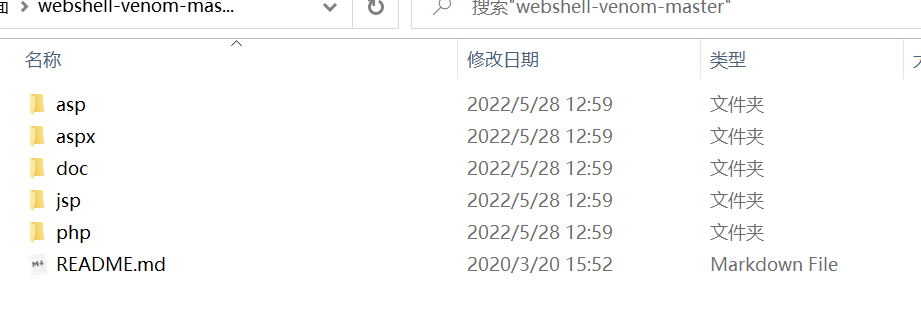 面 webshell-venom-mas... 搜索"webshell-venom-master"
名称 修改日期 类型
asp 2022/5/28 12:59 文件夹
aspx 2022/5/28 12:59 文件夹
doc 2022/5/28 12:59 文件夹
jsp 2022/5/28 12:59 文件夹
php 2022/5/28 12:59 文件夹
README.md 2020/3/20 15:52 Markdown File